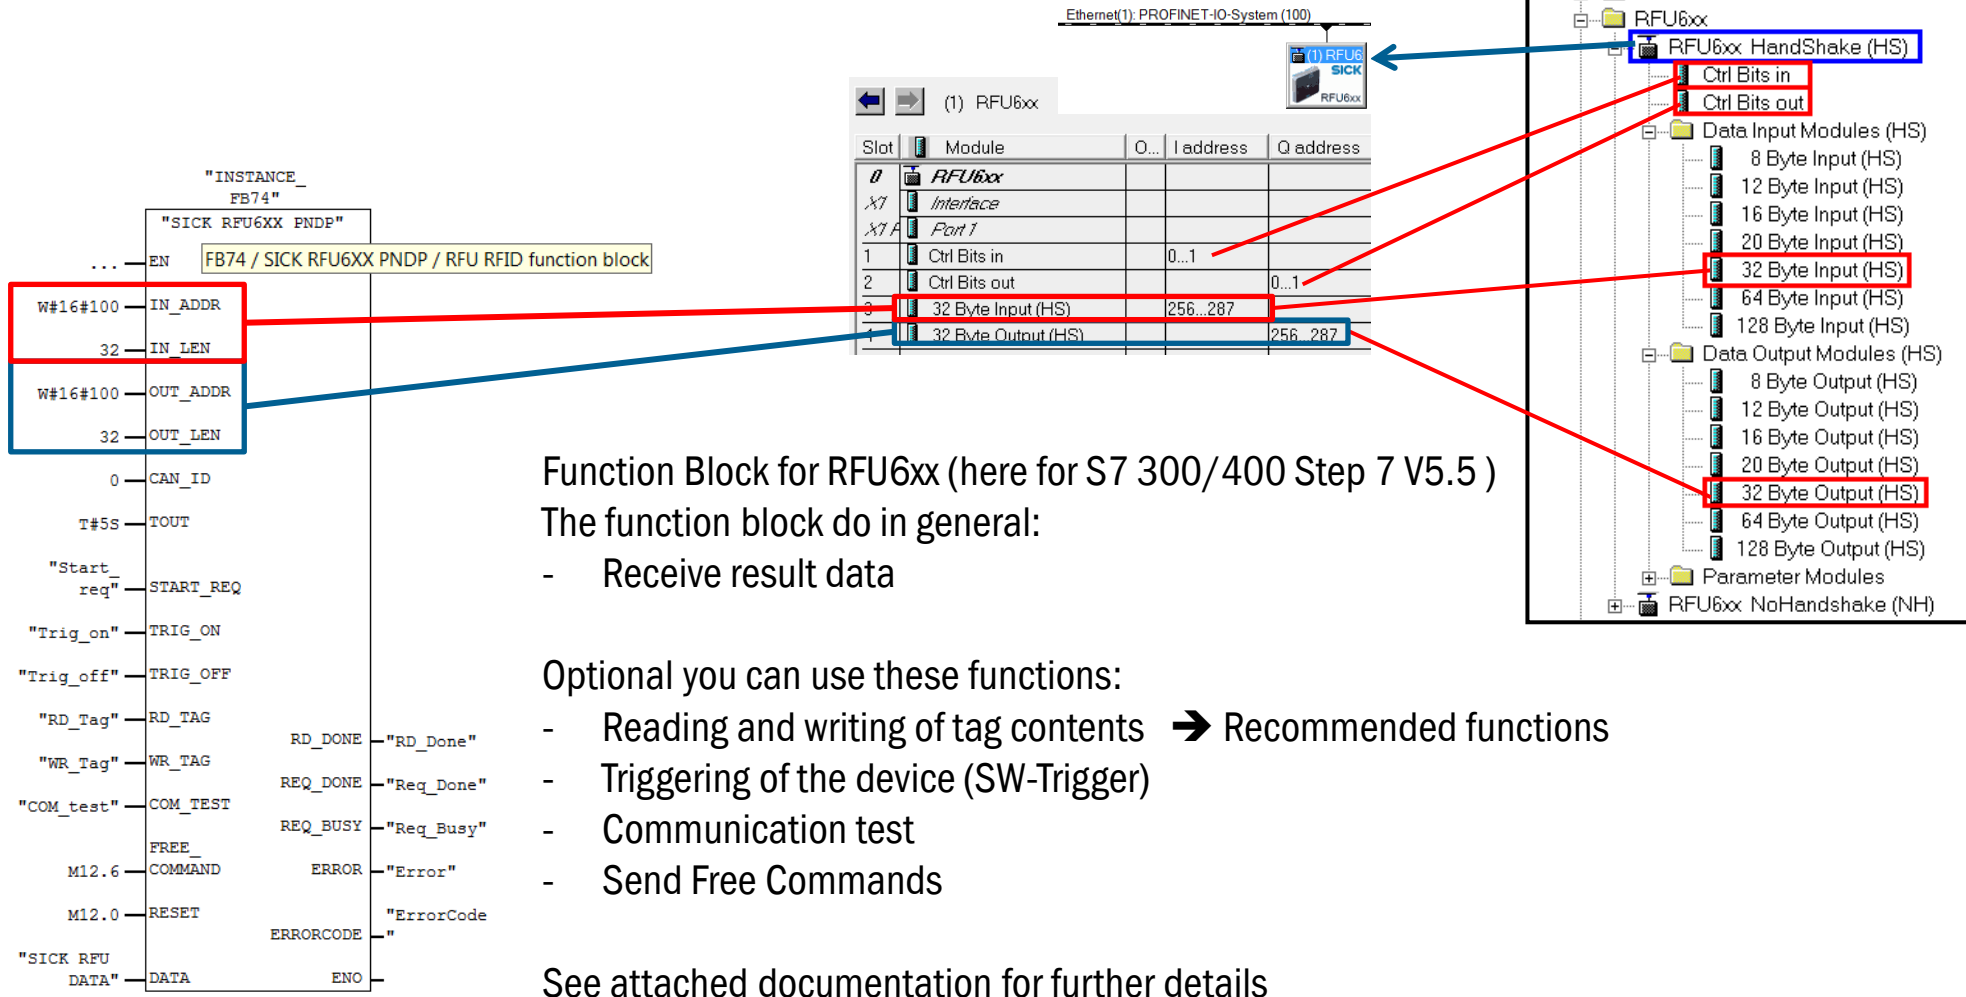 Ethernet(1): PROFINET-IO-System (100)
(1) RFU6
SICK
RFU6xx
(1) RFU6xx
Slot Module O... I address Q address
0 RFU6xx
X1 Interface
X1 P Port 1
1 Ctrl Bits in 0...1
2 Ctrl Bits out 0...1
3 32 Byte Input (HS) 256...287
4 32 Byte Output (HS) 256...287
RFU6xx
RFU6xx HandShake (HS)
Ctrl Bits in
Ctrl Bits out
Data Input Modules (HS)
8 Byte Input (HS)
12 Byte Input (HS)
16 Byte Input (HS)
20 Byte Input (HS)
32 Byte Input (HS)
64 Byte Input (HS)
128 Byte Input (HS)
Data Output Modules (HS)
8 Byte Output (HS)
12 Byte Output (HS)
16 Byte Output (HS)
20 Byte Output (HS)
32 Byte Output (HS)
64 Byte Output (HS)
128 Byte Output (HS)
Parameter Modules
RFU6xx NoHandshake (NH)
"INSTANCE_
FB74"
"SICK RFU6XX PNDP"
FB74 / SICK RFU6XX PNDP / RFU RFID function block
... EN
W#16#100 IN_ADDR
32 IN_LEN
W#16#100 OUT_ADDR
32 OUT_LEN
0 CAN_ID
T#5S TOUT
"Start_
req" START_REQ
"Trig_on" TRIG_ON
"Trig_off" TRIG_OFF
"RD_Tag" RD_TAG
RD_DONE "RD_Done"
"WR_Tag" WR_TAG
REQ_DONE "Req_Done"
"COM_test" COM_TEST
REQ_BUSY "Req_Busy"
FREE_
M12.6 COMMAND ERROR "Error"
M12.0 RESET "ErrorCode
ERRORCODE "
"SICK RFU
DATA" DATA ENO
Function Block for RFU6xx (here for S7 300/400 Step 7 V5.5 )
The function block do in general:
- Receive result data
Optional you can use these functions:
- Reading and writing of tag contents ➔ Recommended functions
- Triggering of the device (SW-Trigger)
- Communication test
- Send Free Commands
See attached documentation for further details